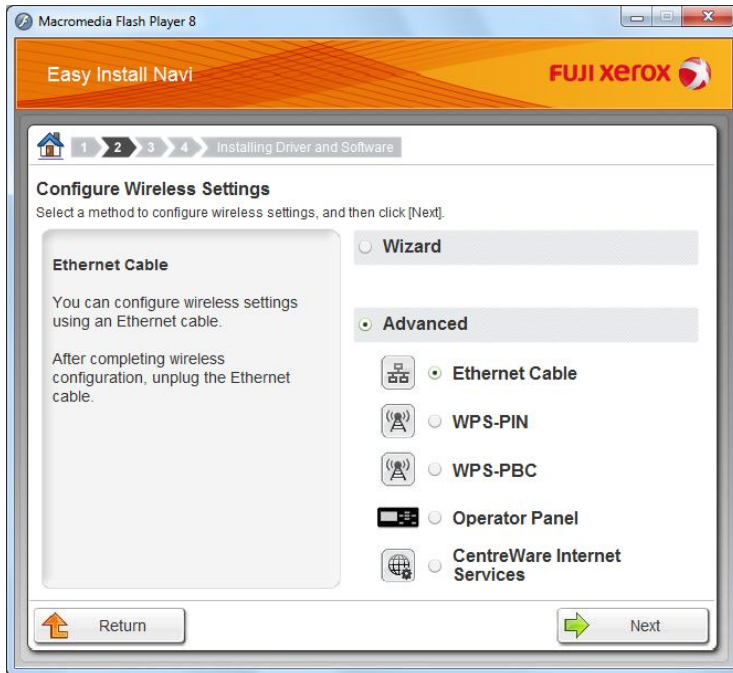 Macromedia Flash Player 8
Easy Install Navi
FUJI xerox
1 2 3 4 Installing Driver and Software
Configure Wireless Settings
Select a method to configure wireless settings, and then click [Next].
Ethernet Cable
You can configure wireless settings
using an Ethernet cable.
After completing wireless
configuration, unplug the Ethernet
cable.
Wizard
Advanced
Ethernet Cable
WPS-PIN
WPS-PBC
Operator Panel
CentreWare Internet
Services
Return
Next